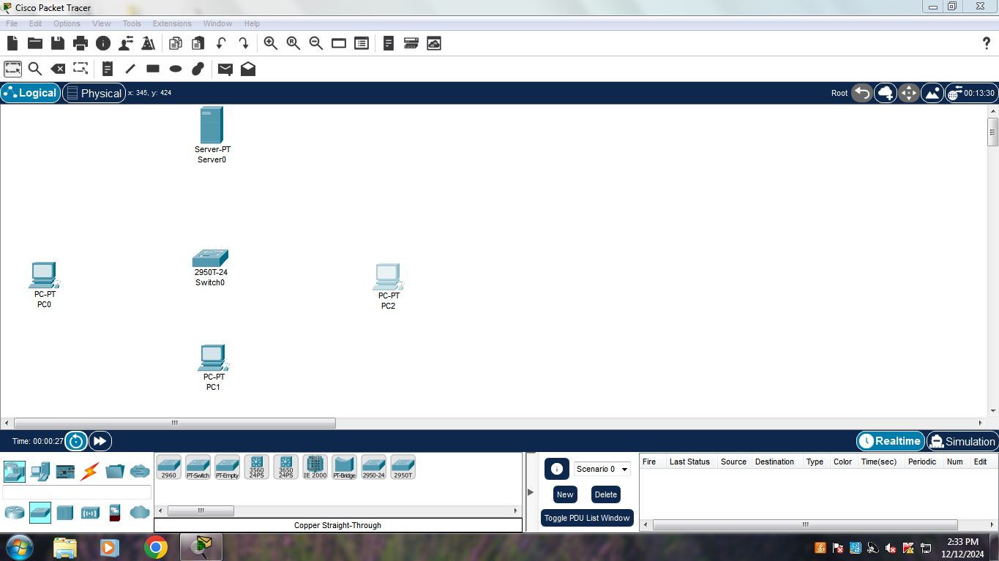 Cisco Packet Tracer
File Edit Options View Tools Extensions Window Help
Logical Physical x: 345, y: 424 Root 00:13:30
Server-PT
Server0
2950T-24
Switch0
PC-PT
PC0
PC-PT
PC2
PC-PT
PC1
Time: 00:00:27 Realtime Simulation
2960 PT-Switch PT-Empty 3560 24PS 3650 24PS IE 2000 PT-Bridge 2950-24 2950T
Copper Straight-Through
Scenario 0
New Delete
Toggle PDU List Window
Fire Last Status Source Destination Type Color Time(sec) Periodic Num Edit
2:33 PM
12/12/2024